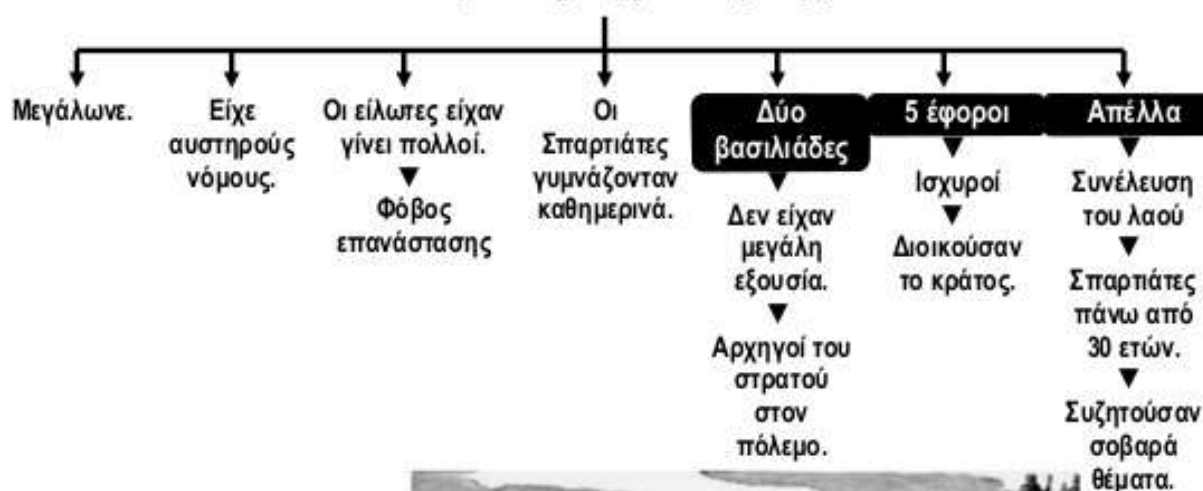 Μεγάλωνε.
Είχε
αυστηρούς
νόμους.
Οι είλωτες είχαν
γίνει πολλοί.
Φόβος
επανάστασης
Οι
Σπαρτιάτες
γυμνάζονταν
καθημερινά.
Δύο
βασιλιάδες
Δεν είχαν
μεγάλη
εξουσία.
Αρχηγοί του
στρατού
στον
πόλεμο.
5 έφοροι
Ισχυροί
Διοικούσαν
το κράτος.
Απέλλα
Συνέλευση
του λαού
Σπαρτιάτες
πάνω από
30 ετών.
Συζητούσαν
σοβαρά
θέματα.